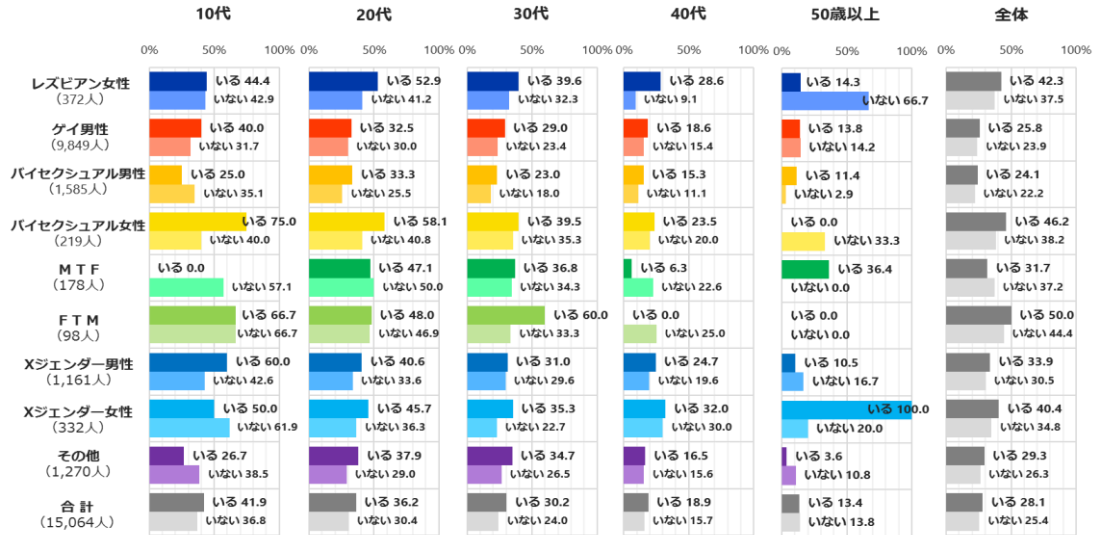 10代 20代 30代 40代 50歳以上 全体
0% 50% 100% 0% 50% 100% 0% 50% 100% 0% 50% 100% 0% 50% 100% 0% 50% 100%
レズビアン女性 いる 44.4 いる 52.9 いる 39.6 いる 28.6 いる 14.3 いる 42.3
(372人) いない 42.9 いない 41.2 いない 32.3 いない 9.1 いない 66.7 いない 37.5
ゲイ男性 いる 40.0 いる 32.5 いる 29.0 いる 18.6 いる 13.8 いる 25.8
(9,849人) いない 31.7 いない 30.0 いない 23.4 いない 15.4 いない 14.2 いない 23.9
バイセクシュアル男性 いる 25.0 いる 33.3 いる 23.0 いる 15.3 いる 11.4 いる 24.1
(1,585人) いない 35.1 いない 25.5 いない 18.0 いない 11.1 いない 2.9 いない 22.2
バイセクシュアル女性 いる 75.0 いる 58.1 いる 39.5 いる 23.5 いる 0.0 いる 46.2
(219人) いない 40.0 いない 40.8 いない 35.3 いない 20.0 いない 33.3 いない 38.2
ＭＴＦ いる 0.0 いる 47.1 いる 36.8 いる 6.3 いる 36.4 いる 31.7
(178人) いない 57.1 いない 50.0 いない 34.3 いない 22.6 いない 0.0 いない 37.2
ＦＴＭ いる 66.7 いる 48.0 いる 60.0 いる 0.0 いる 0.0 いる 50.0
(98人) いない 66.7 いない 46.9 いない 33.3 いない 25.0 いない 0.0 いない 44.4
Xジェンダー男性 いる 60.0 いる 40.6 いる 31.0 いる 24.7 いる 10.5 いる 33.9
(1,161人) いない 42.6 いない 33.6 いない 29.6 いない 19.6 いない 16.7 いない 30.5
Xジェンダー女性 いる 50.0 いる 45.7 いる 35.3 いる 32.0 いる 100.0 いる 40.4
(332人) いない 61.9 いない 36.3 いない 22.7 いない 30.0 いない 20.0 いない 34.8
その他 いる 26.7 いる 37.9 いる 34.7 いる 16.5 いる 3.6 いる 29.3
(1,270人) いない 38.5 いない 29.0 いない 26.5 いない 15.6 いない 10.8 いない 26.3
合計 いる 41.9 いる 36.2 いる 30.2 いる 18.9 いる 13.4 いる 28.1
(15,064人) いない 36.8 いない 30.4 いない 24.0 いない 15.7 いない 13.8 いない 25.4